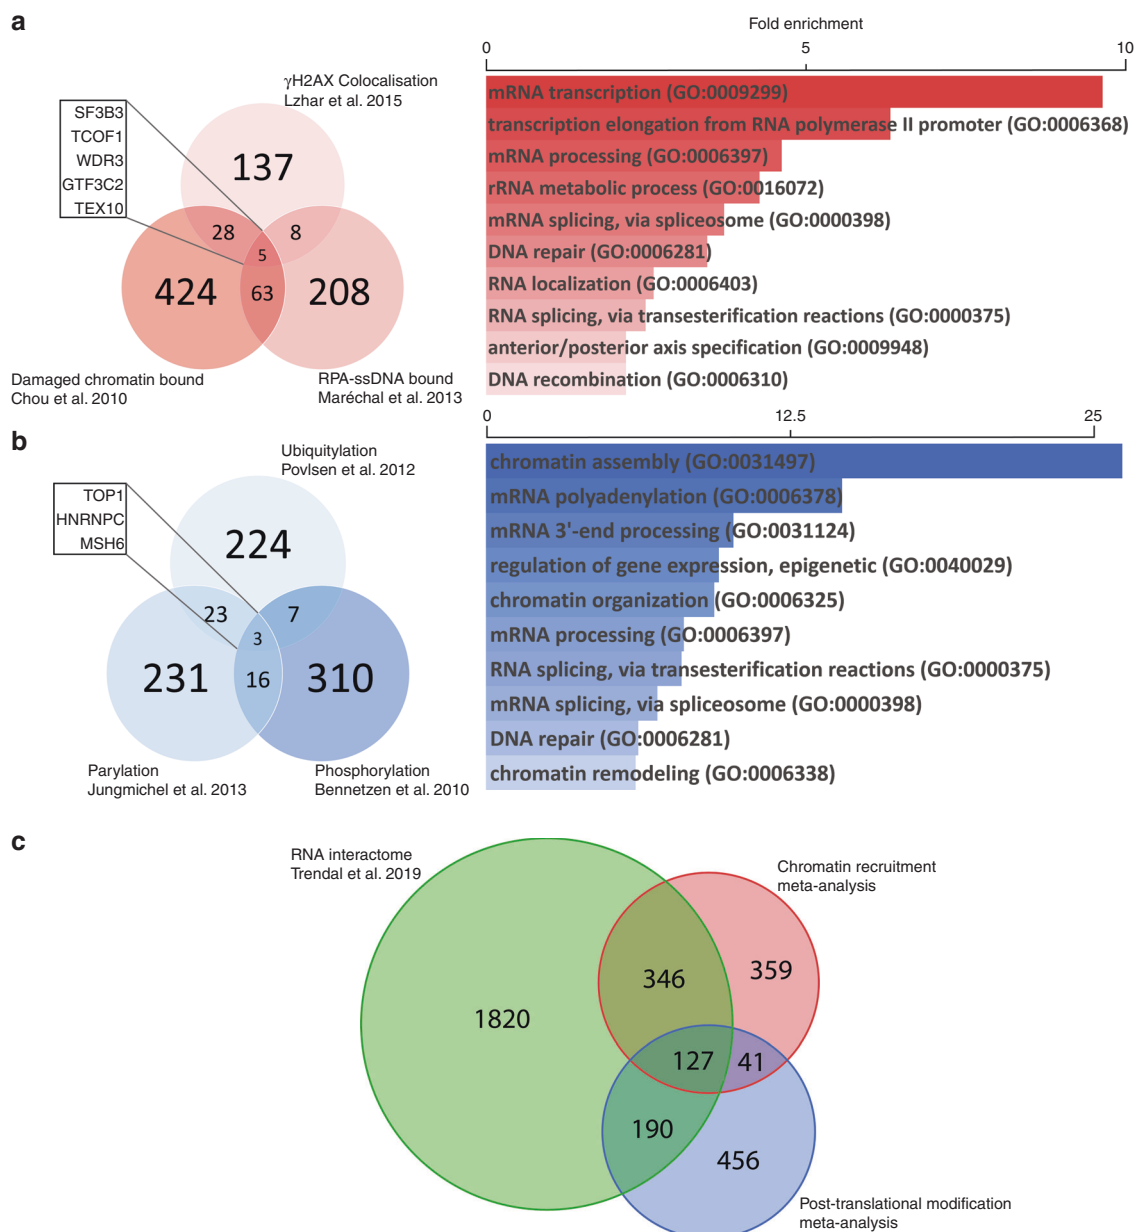 a
Fold enrichment
0
5
10
γH2AX Colocalisation
Lzhar et al. 2015
SF3B3
TCOF1
WDR3
GTF3C2
TEX10
137
28
8
5
424
63
208
Damaged chromatin bound
Chou et al. 2010
RPA-ssDNA bound
Maréchal et al. 2013
mRNA transcription (GO:0009299)
transcription elongation from RNA polymerase II promoter (GO:0006368)
mRNA processing (GO:0006397)
rRNA metabolic process (GO:0016072)
mRNA splicing, via spliceosome (GO:0000398)
DNA repair (GO:0006281)
RNA localization (GO:0006403)
RNA splicing, via transesterification reactions (GO:0000375)
anterior/posterior axis specification (GO:0009948)
DNA recombination (GO:0006310)
b
0
12.5
25
Ubiquitylation
Povlsen et al. 2012
TOP1
HNRNPC
MSH6
224
23
7
3
231
16
310
Parylation
Jungmichel et al. 2013
Phosphorylation
Bennetzen et al. 2010
chromatin assembly (GO:0031497)
mRNA polyadenylation (GO:0006378)
mRNA 3'-end processing (GO:0031124)
regulation of gene expression, epigenetic (GO:0040029)
chromatin organization (GO:0006325)
mRNA processing (GO:0006397)
RNA splicing, via transesterification reactions (GO:0000375)
mRNA splicing, via spliceosome (GO:0000398)
DNA repair (GO:0006281)
chromatin remodeling (GO:0006338)
c
RNA interactome
Trendal et al. 2019
Chromatin recruitment
meta-analysis
346
359
1820
127
41
190
456
Post-translational modification
meta-analysis